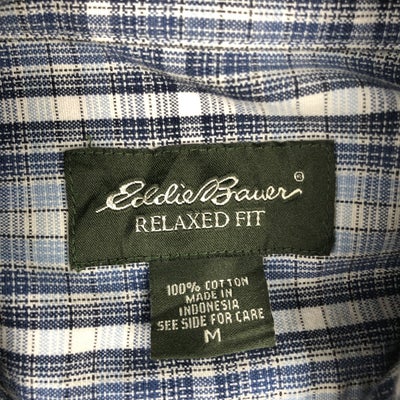 Eddie Bauer
RELAXED FIT
100% COTTON
MADE IN
INDONESIA
SEE SIDE FOR CARE
M